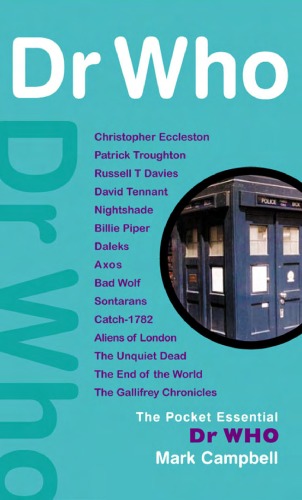 Dr Who
Dr Who
Christopher Eccleston
Patrick Troughton
Russell T Davies
David Tennant
Nightshade
Billie Piper
Daleks
Axos
Bad Wolf
Sontarans
Catch-1782
Aliens of London
The Unquiet Dead
The End of the World
The Gallifrey Chronicles
POLICE BOX
The Pocket Essential
Dr WHO
Mark Campbell